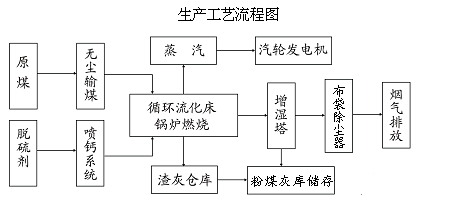 生产工艺流程图
原煤
无尘输煤
蒸 汽
汽轮发电机
循环流化床
锅炉燃烧
增湿塔
布袋除尘器
烟气排放
脱硫剂
喷钙系统
渣灰仓库
粉煤灰库储存